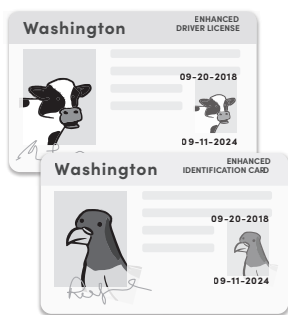 Washington
ENHANCED
DRIVER LICENSE
09-20-2018
09-11-2024
Washington
ENHANCED
IDENTIFICATION CARD
09-20-2018
09-11-2024